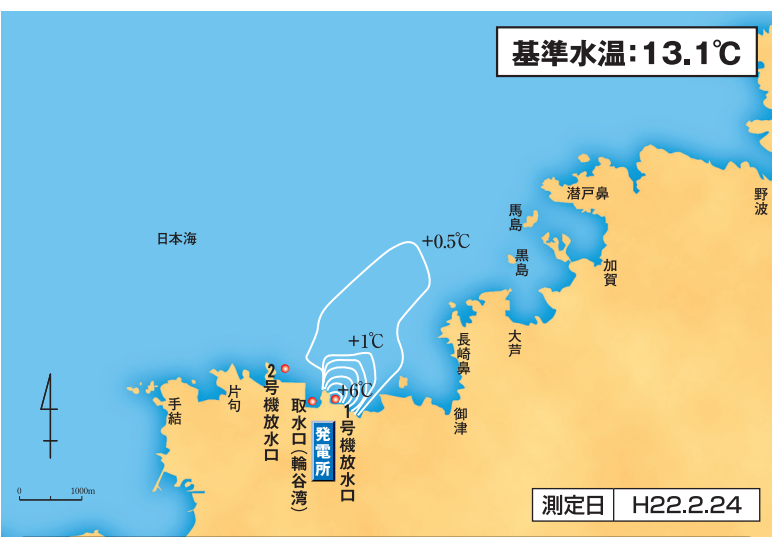 基準水温:13.1℃
潜戸鼻
野波
馬島
日本海
+0.5℃
黒島
加賀
+1℃
長崎鼻
大芦
2号機放水口
+6℃
片句
手結
取水口(輪谷湾)
1号機放水口
御津
発電所
0 1000m
測定日 H22.2.24